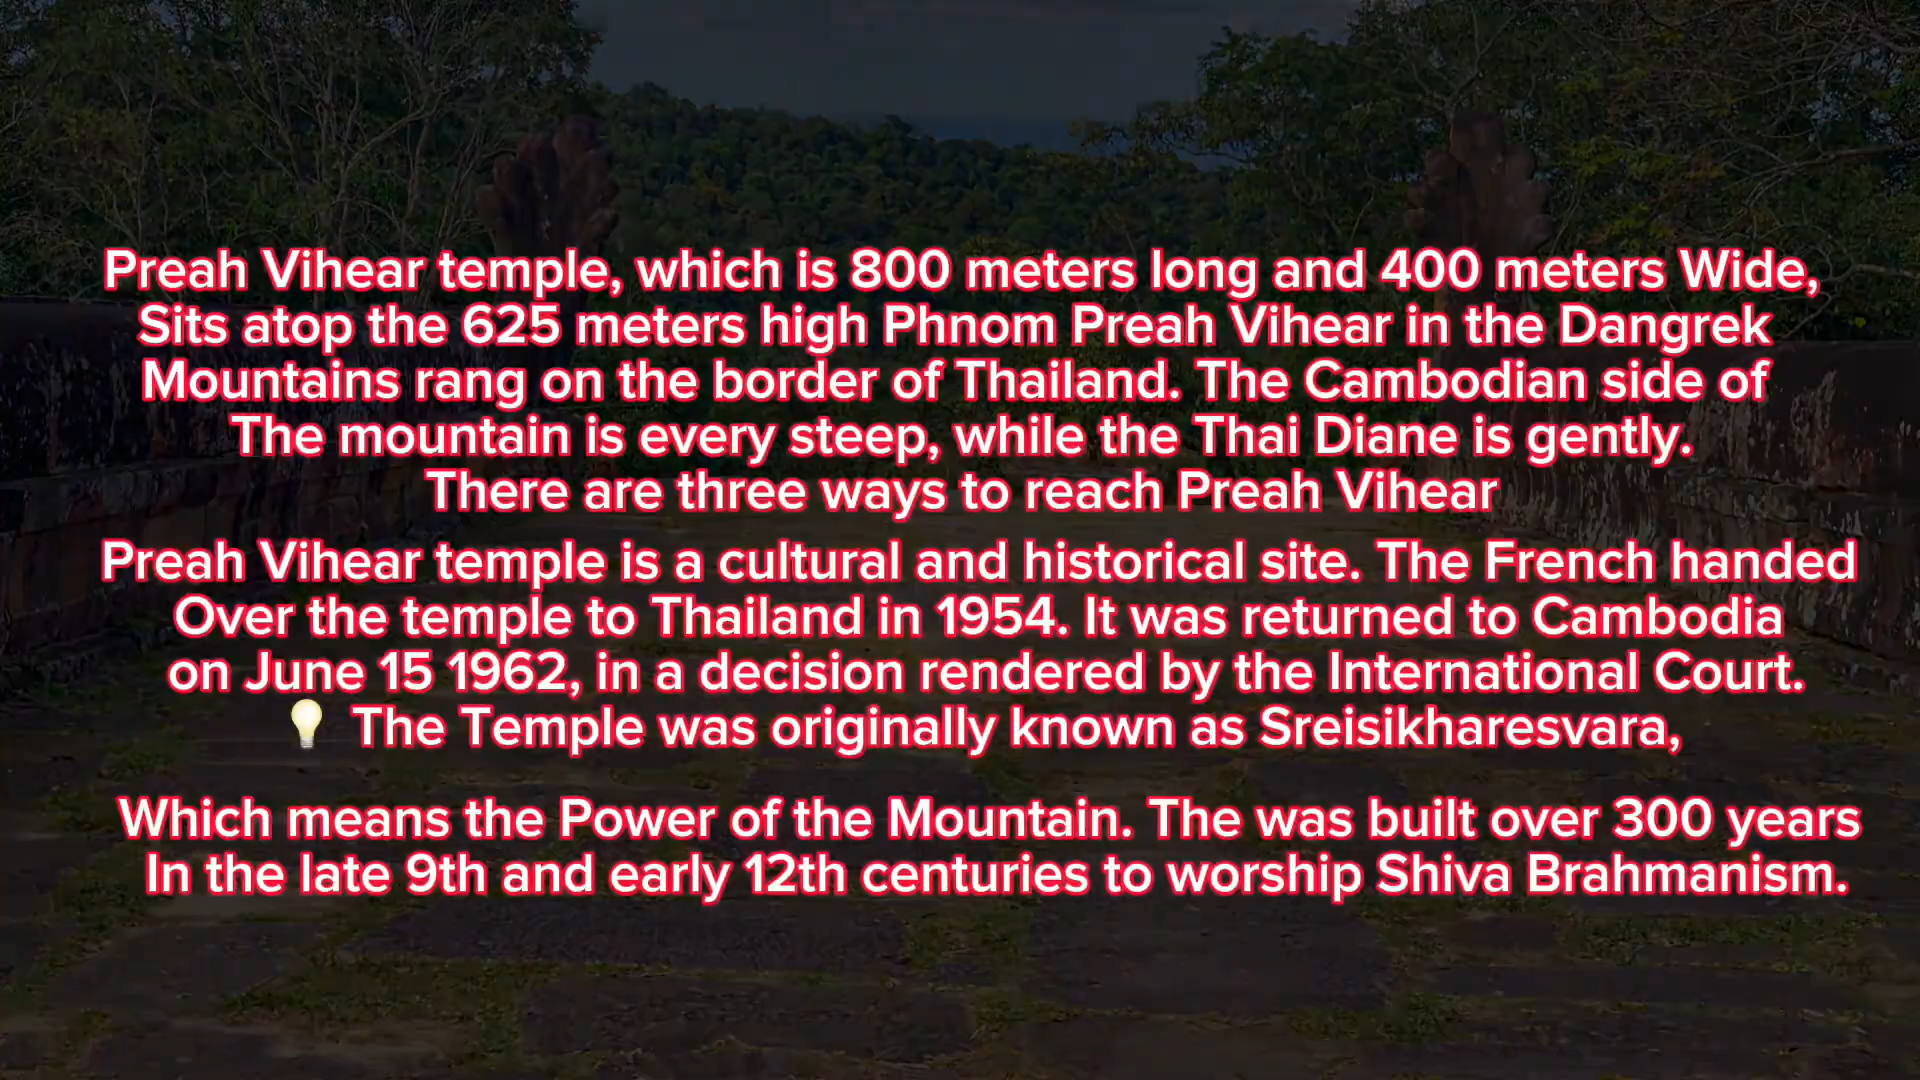 Preah Vihear temple, which is 800 meters long and 400 meters Wide,
Sits atop the 625 meters high Phnom Preah Vihear in the Dangrek
Mountains rang on the border of Thailand. The Cambodian side of
The mountain is every steep, while the Thai Diane is gently.
There are three ways to reach Preah Vihear
Preah Vihear temple is a cultural and historical site. The French handed
Over the temple to Thailand in 1954. It was returned to Cambodia
on June 15 1962, in a decision rendered by the International Court.
💡 The Temple was originally known as Sreisikharesvara,
Which means the Power of the Mountain. The was built over 300 years
In the late 9th and early 12th centuries to worship Shiva Brahmanism.